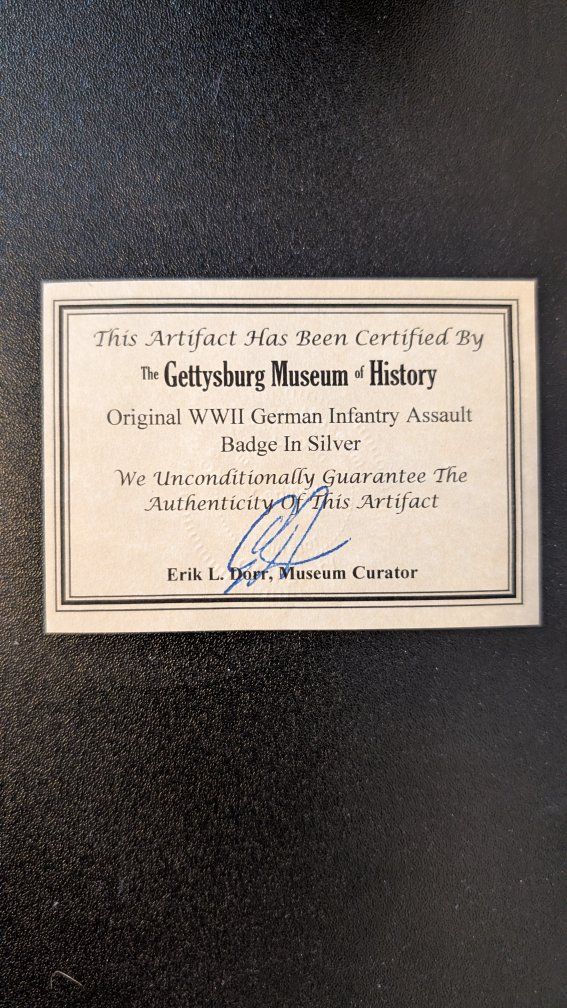 This Artifact Has Been Certified By
The Gettysburg Museum of History
Original WWII German Infantry Assault
Badge In Silver
We Unconditionally Guarantee The
Authenticity Of This Artifact
Erik L. Dorr, Museum Curator